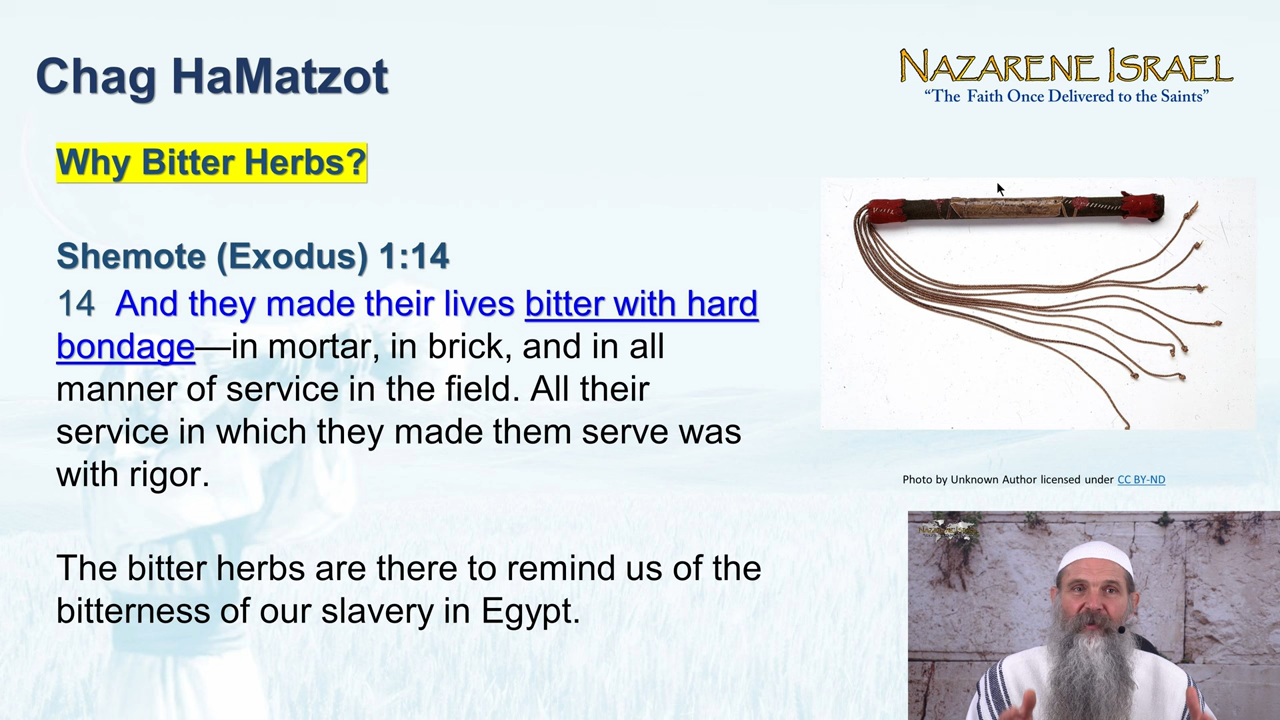 Chag HaMatzot
NAZARENE ISRAEL
“The Faith Once Delivered to the Saints”
Why Bitter Herbs?
Shemote (Exodus) 1:14
14 And they made their lives bitter with hard
bondage—in mortar, in brick, and in all
manner of service in the field. All their
service in which they made them serve was
with rigor.
The bitter herbs are there to remind us of the
bitterness of our slavery in Egypt.
Photo by Unknown Author licensed under CC BY-ND